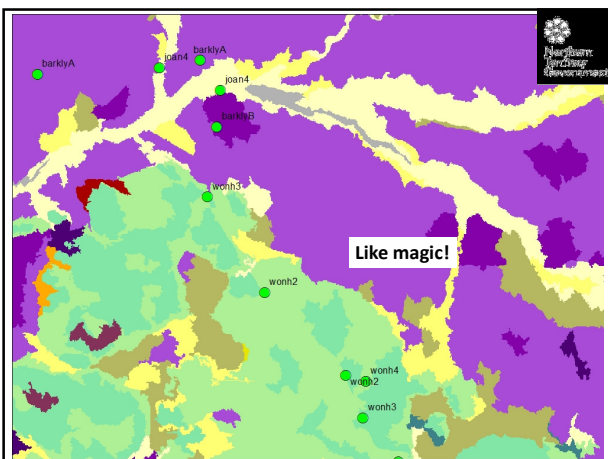 Northern
Territory
Government
barklyA
joan4
barklyA
joan4
barklyB
wonh3
Like magic!
wonh2
wonh4
wonh2
wonh3